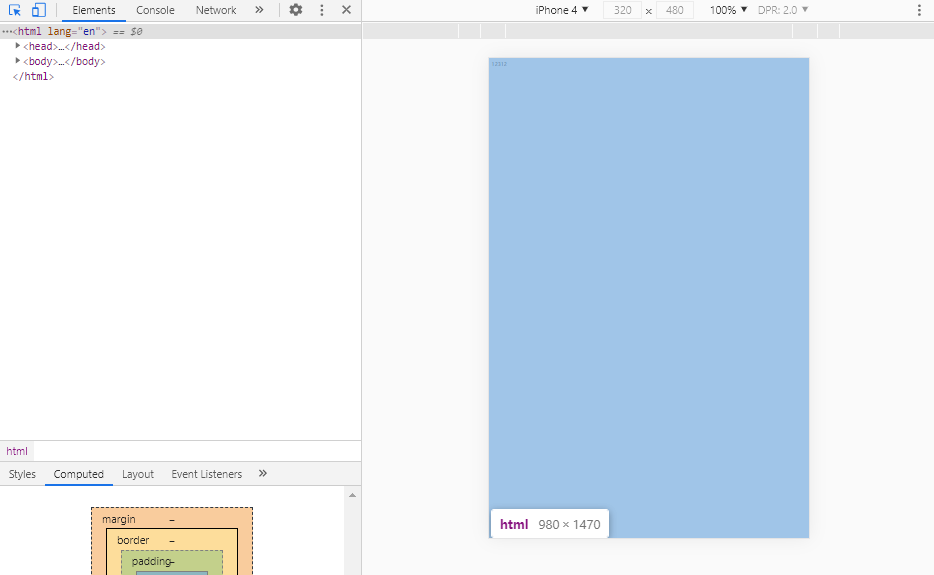 Elements Console Network »
iPhone 4 ▼ 320 x 480 100% ▼ DPR: 2.0 ▼
⋯<html lang="en"> == $0
▶<head>…</head>
▶<body>…</body>
</html>
html
Styles Computed Layout Event Listeners »
margin –
border –
padding–
html 980 × 1470